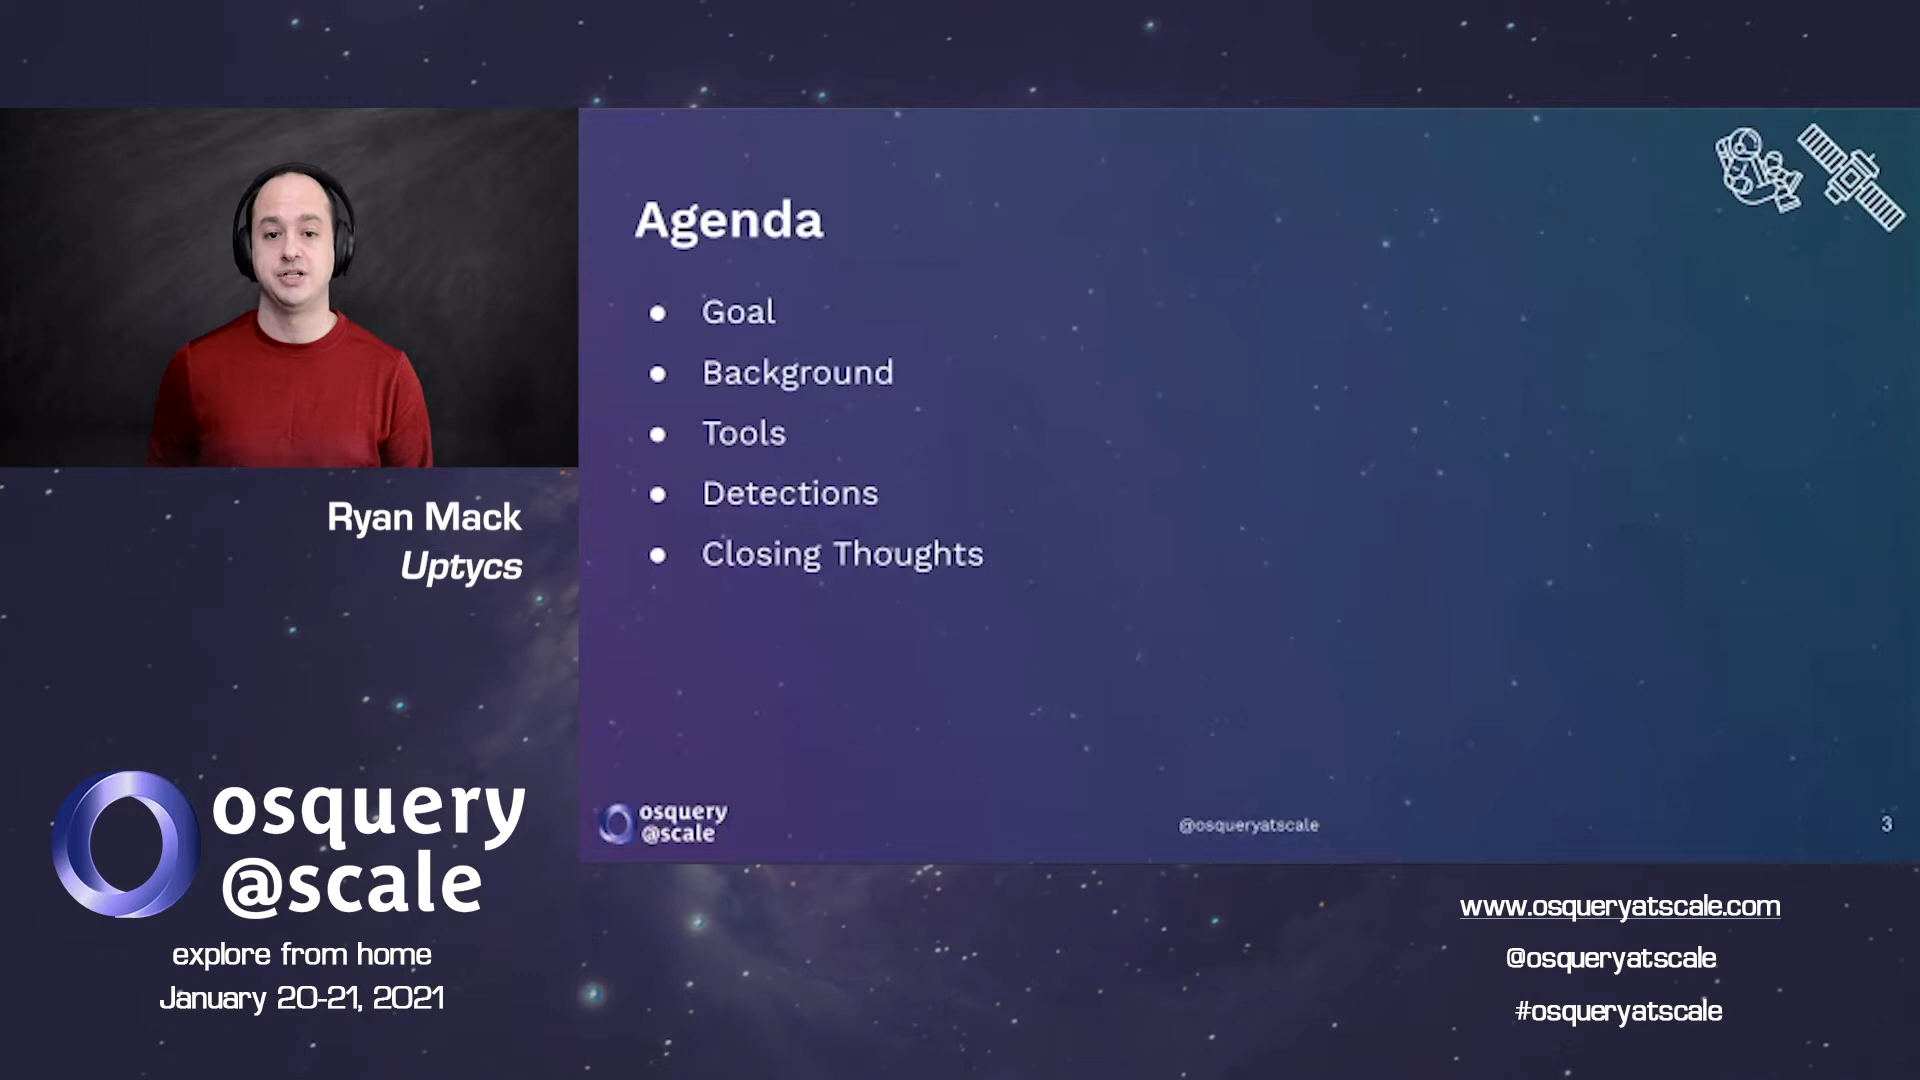 Agenda
Goal
Background
Tools
Detections
Closing Thoughts
osquery
@scale
@osqueryatscale
3
Ryan Mack
Uptycs
osquery
@scale
explore from home
January 20-21, 2021
www.osqueryatscale.com
@osqueryatscale
#osqueryatscale